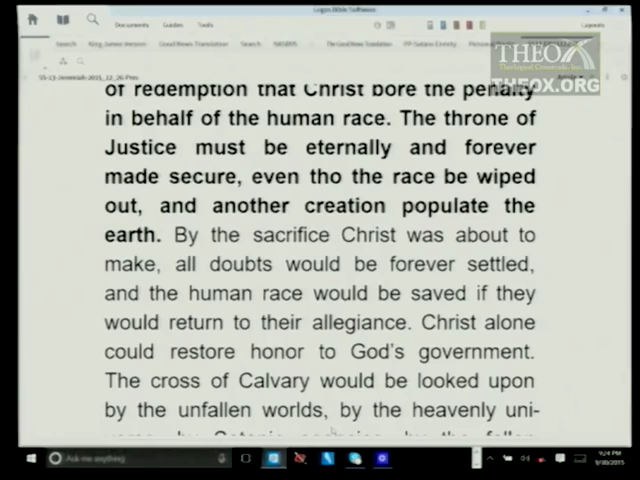 Logos Bible Software
Documents Guides Tools Layouts
Search King James Version Good News Translation Search NASB95
THEO
THEOX.ORG
of redemption that Christ bore the penalty
in behalf of the human race. The throne of
Justice must be eternally and forever
made secure, even tho the race be wiped
out, and another creation populate the
earth. By the sacrifice Christ was about to
make, all doubts would be forever settled,
and the human race would be saved if they
would return to their allegiance. Christ alone
could restore honor to God's government.
The cross of Calvary would be looked upon
by the unfallen worlds, by the heavenly uni-
Ask me anything
9/30/2015